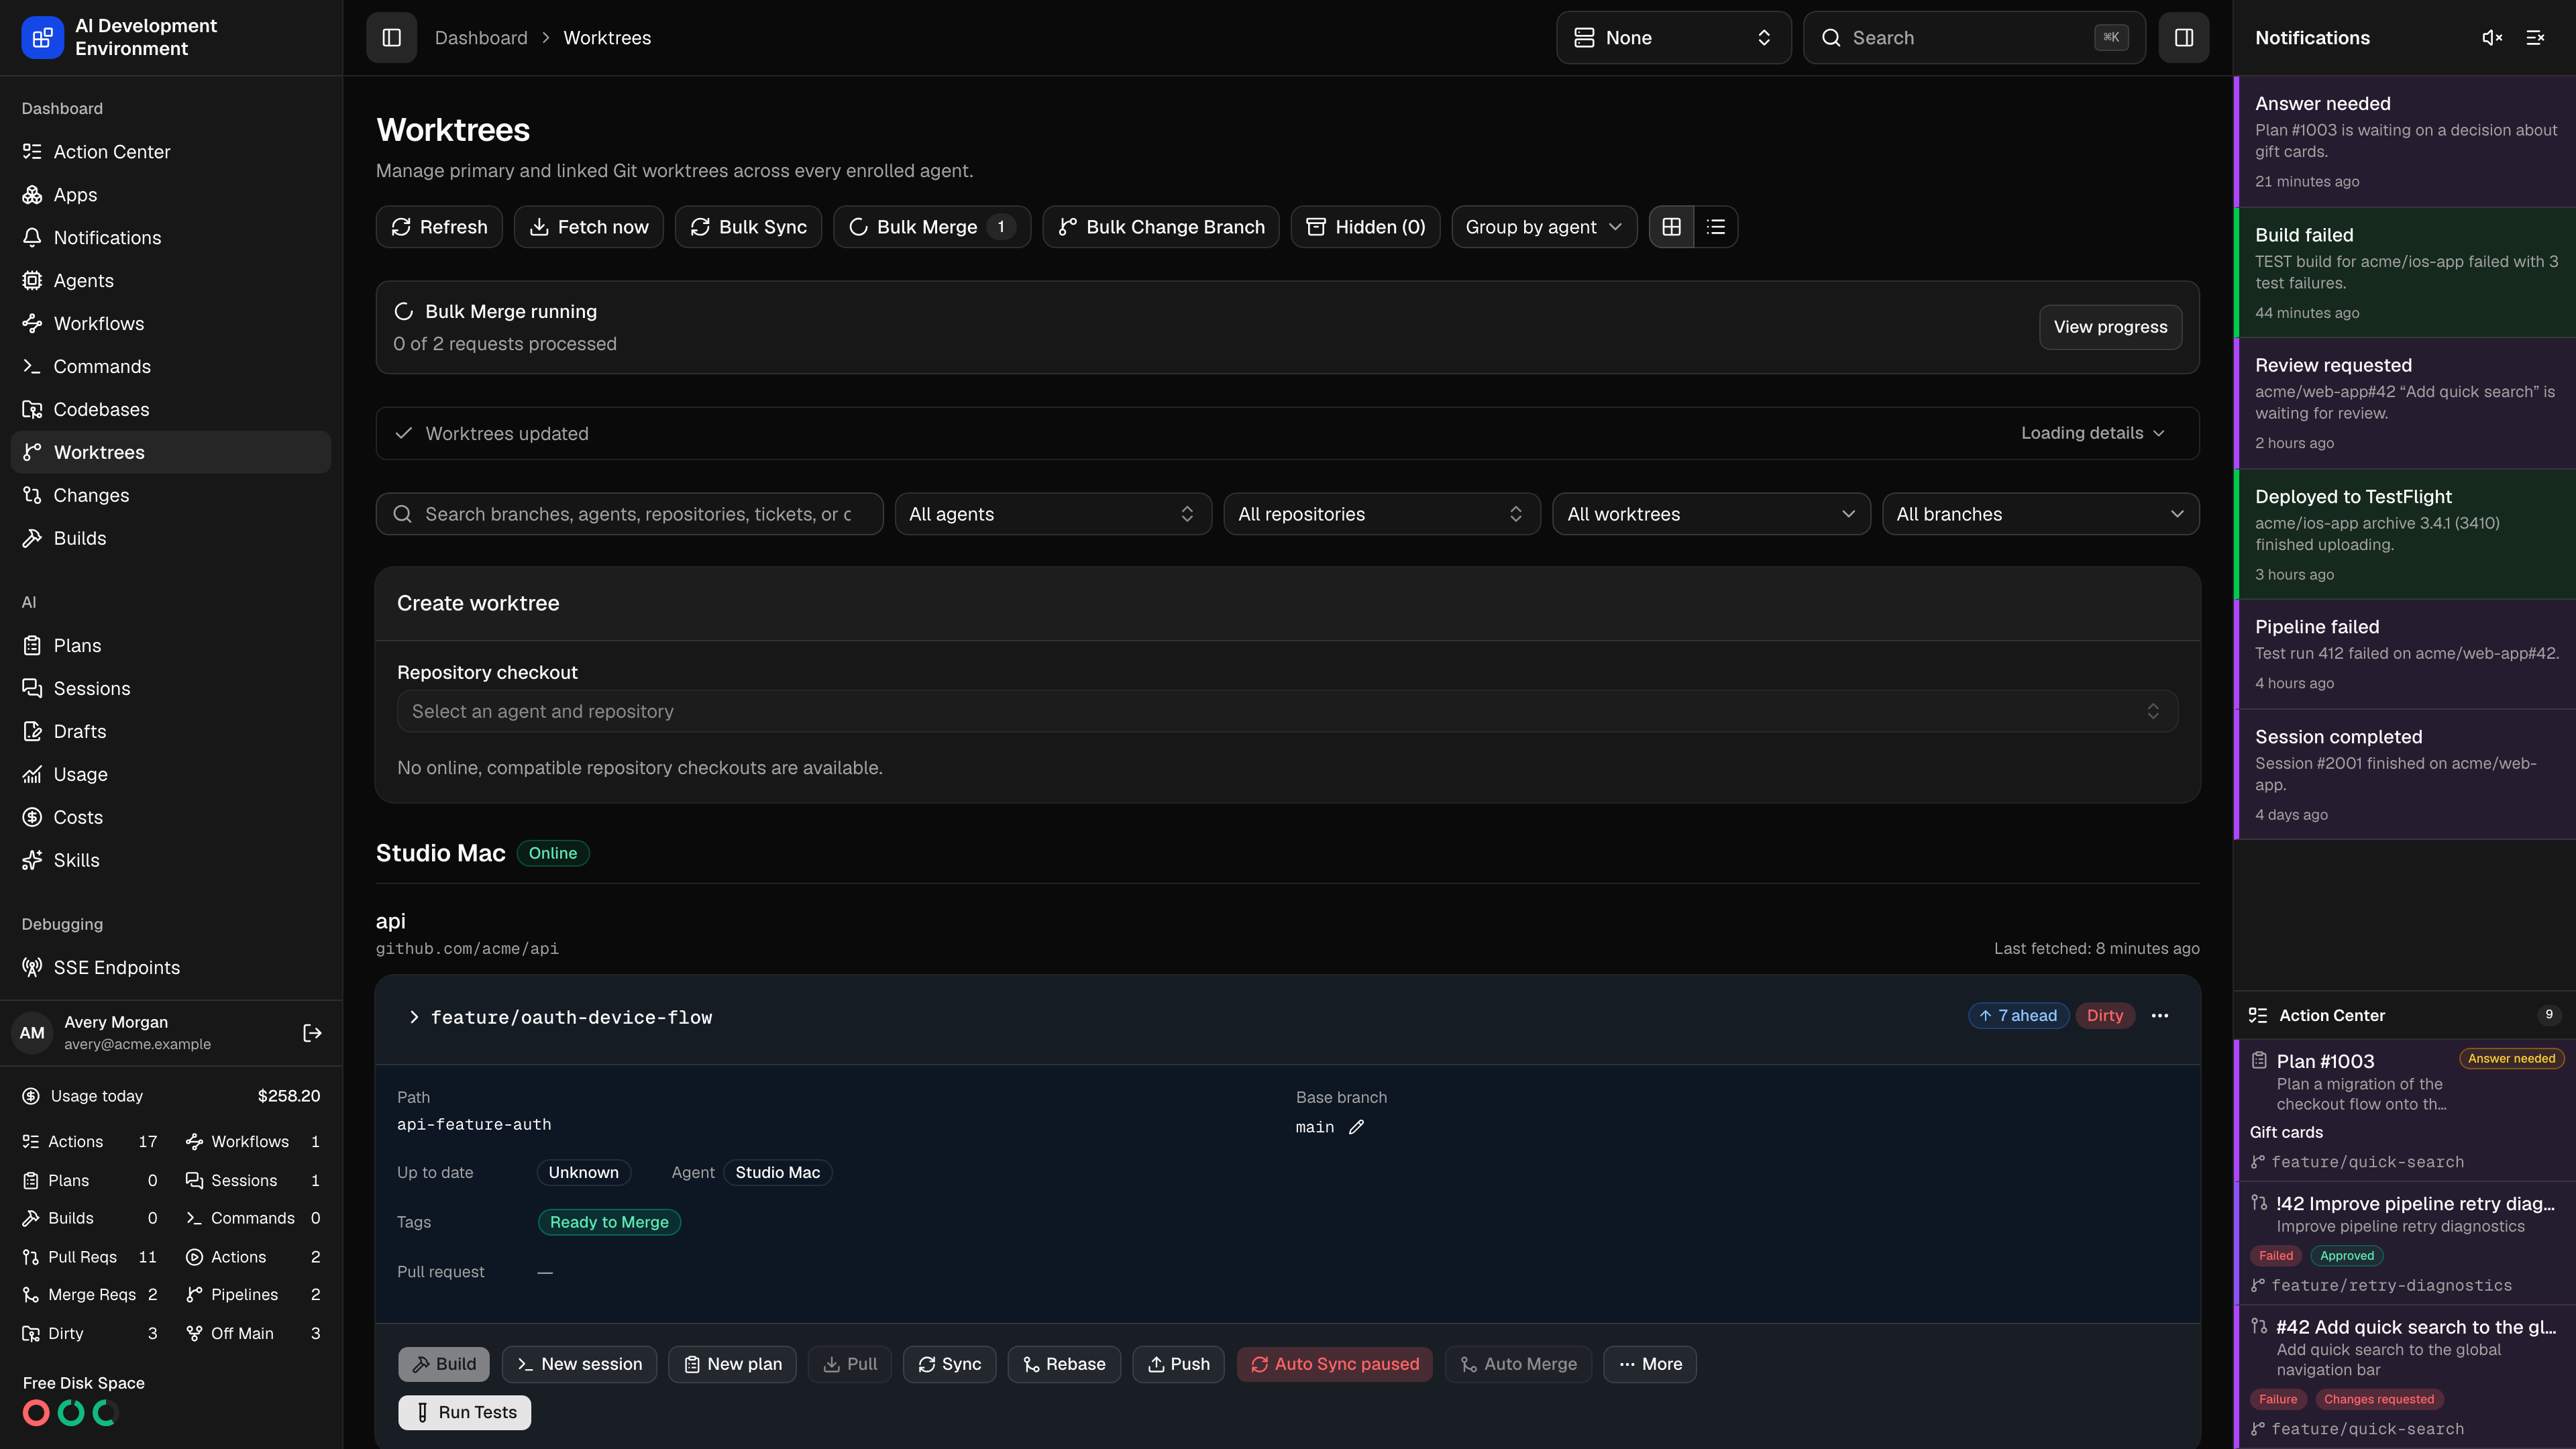 AI Development
Environment
Dashboard
Action Center
Apps
Notifications
Agents
Workflows
Commands
Codebases
Worktrees
Changes
Builds
AI
Plans
Sessions
Drafts
Usage
Costs
Skills
Debugging
SSE Endpoints
AM
Avery Morgan
avery@acme.example
Usage today $258.20
Actions 17 Workflows 1
Plans 0 Sessions 1
Builds 0 Commands 0
Pull Reqs 11 Actions 2
Merge Reqs 2 Pipelines 2
Dirty 3 Off Main 3
Free Disk Space
Dashboard > Worktrees
None
Search ⌘K
Worktrees
Manage primary and linked Git worktrees across every enrolled agent.
Refresh Fetch now Bulk Sync Bulk Merge 1 Bulk Change Branch Hidden (0) Group by agent
Bulk Merge running
0 of 2 requests processed
View progress
Worktrees updated
Loading details
Search branches, agents, repositories, tickets, or c
All agents All repositories All worktrees All branches
Create worktree
Repository checkout
Select an agent and repository
No online, compatible repository checkouts are available.
Studio Mac Online
api
github.com/acme/api
Last fetched: 8 minutes ago
feature/oauth-device-flow
↑ 7 ahead Dirty
Path
api-feature-auth
Base branch
main
Up to date Unknown Agent Studio Mac
Tags Ready to Merge
Pull request —
Build New session New plan Pull Sync Rebase Push Auto Sync paused Auto Merge More
Run Tests
Notifications
Answer needed
Plan #1003 is waiting on a decision about
gift cards.
21 minutes ago
Build failed
TEST build for acme/ios-app failed with 3
test failures.
44 minutes ago
Review requested
acme/web-app#42 “Add quick search” is
waiting for review.
2 hours ago
Deployed to TestFlight
acme/ios-app archive 3.4.1 (3410)
finished uploading.
3 hours ago
Pipeline failed
Test run 412 failed on acme/web-app#42.
4 hours ago
Session completed
Session #2001 finished on acme/web-
app.
4 days ago
Action Center 9
Plan #1003 Answer needed
Plan a migration of the
checkout flow onto th...
Gift cards
feature/quick-search
!42 Improve pipeline retry diag...
Improve pipeline retry diagnostics
Failed Approved
feature/retry-diagnostics
#42 Add quick search to the gl...
Add quick search to the global
navigation bar
Failure Changes requested
feature/quick-search